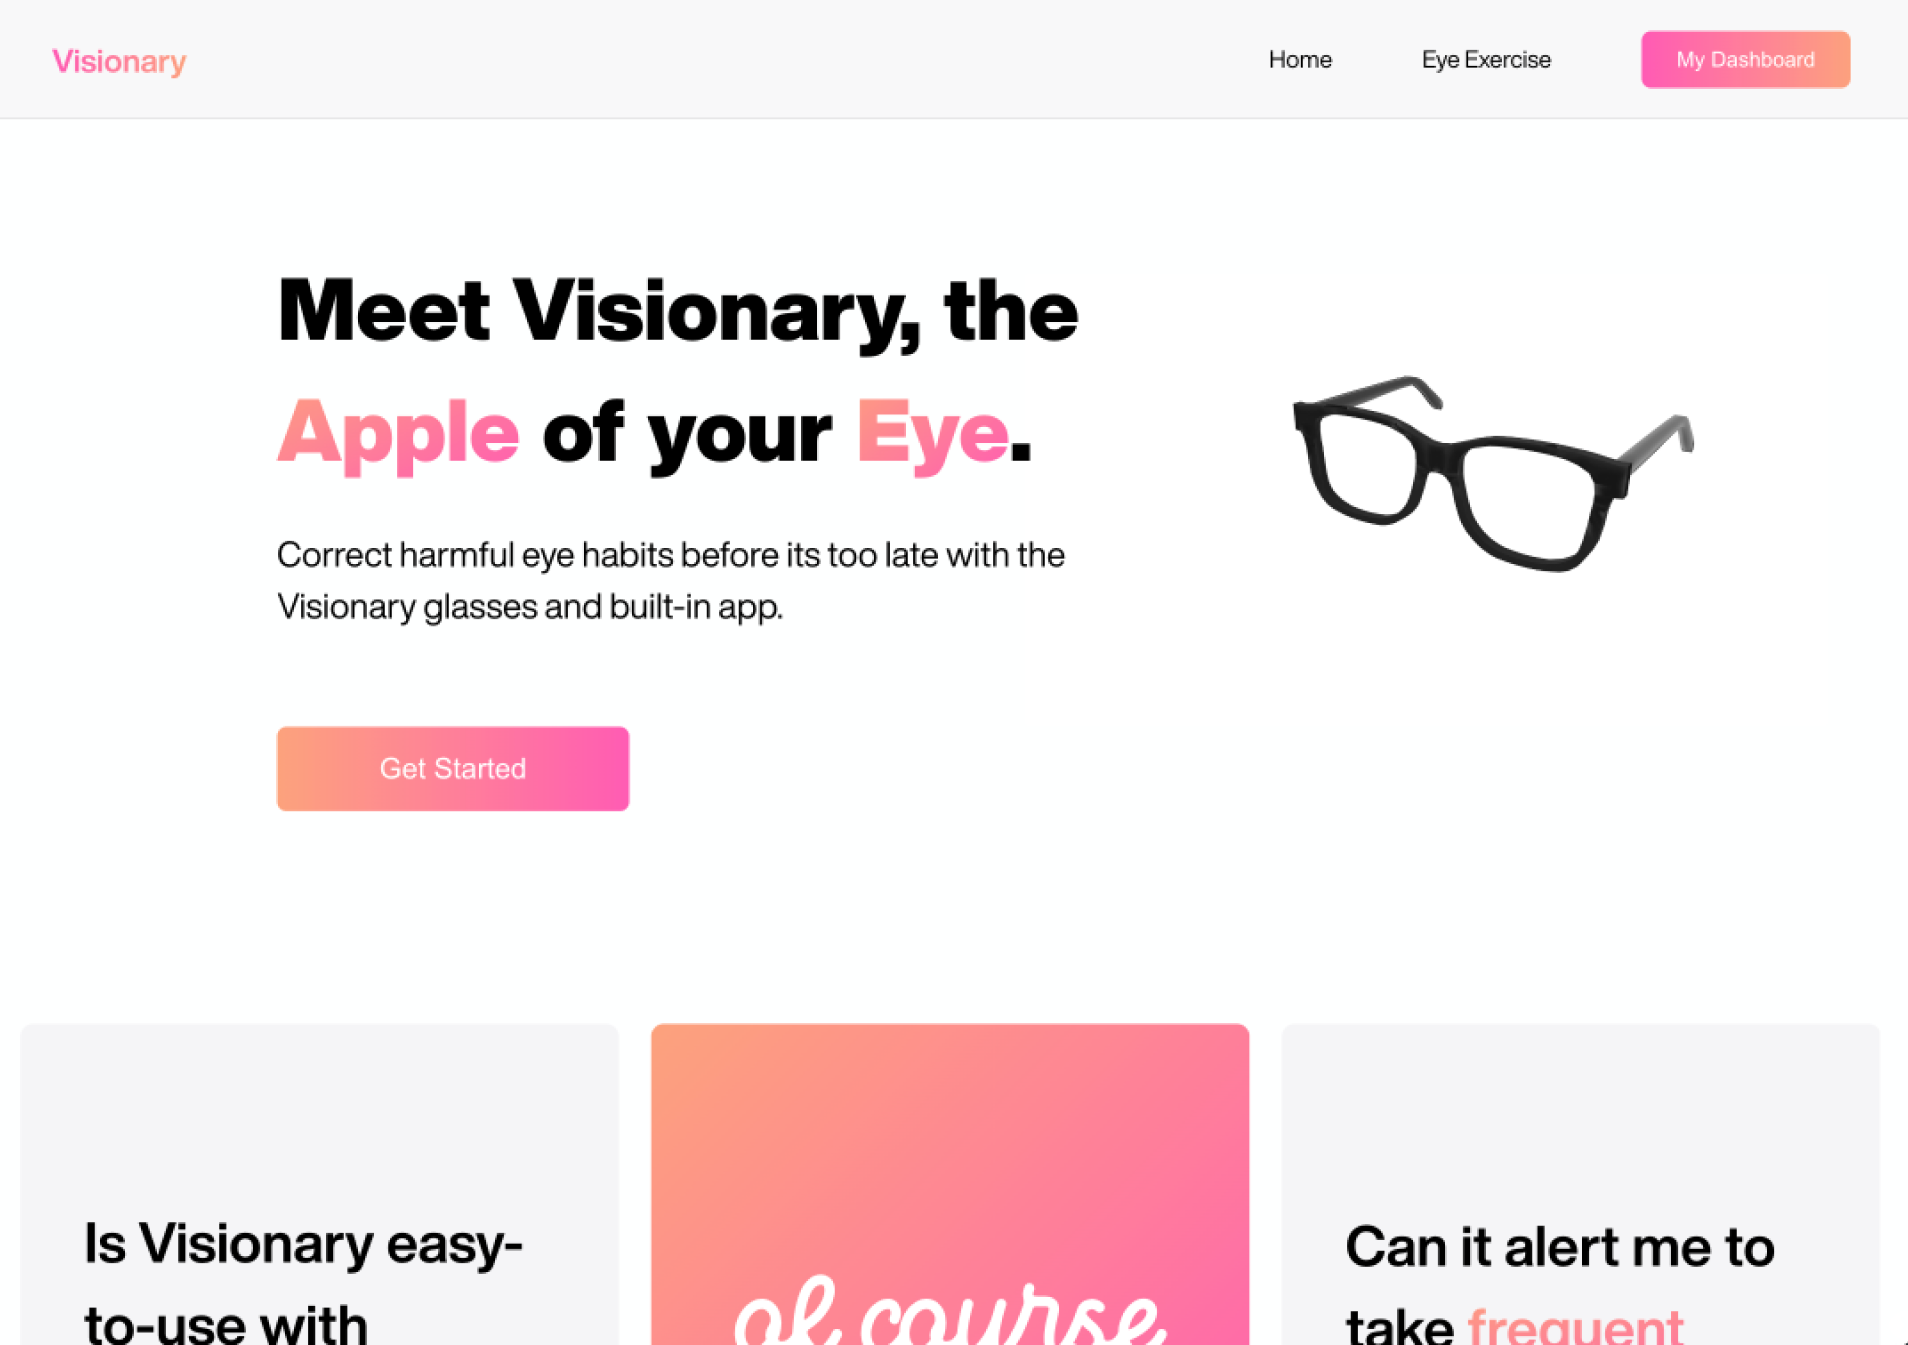 Visionary
Home
Eye Exercise
My Dashboard
Meet Visionary, the
Apple of your Eye.
Correct harmful eye habits before its too late with the
Visionary glasses and built-in app.
Get Started
Is Visionary easy-
to-use with
of course
Can it alert me to
take frequent